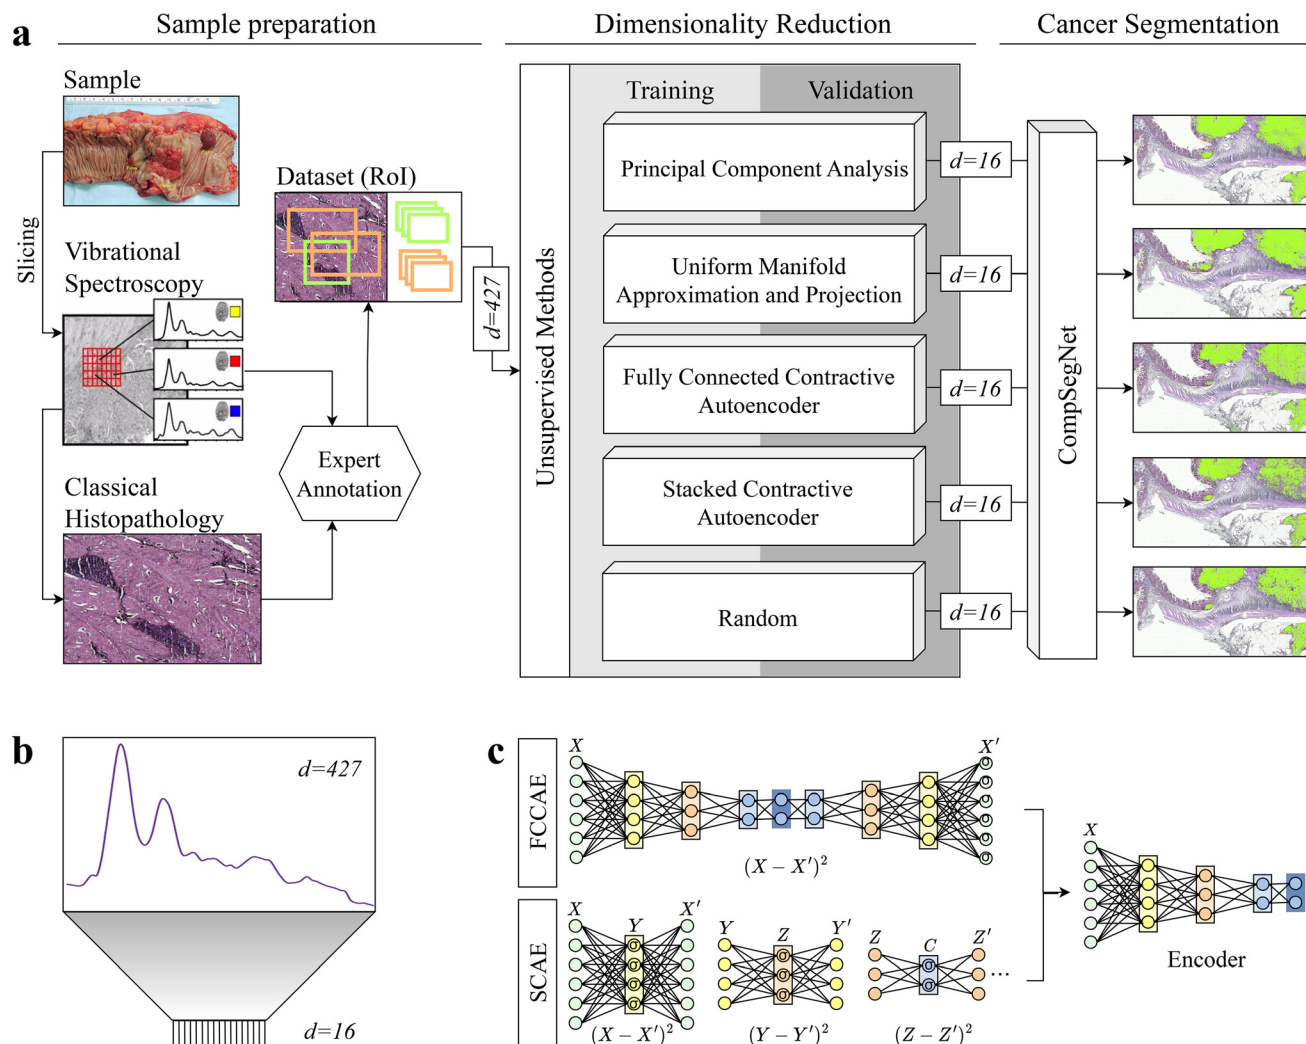 a
Sample preparation
Dimensionality Reduction
Cancer Segmentation
Sample
Slicing
Vibrational
Spectroscopy
Classical
Histopathology
Dataset (RoI)
Expert
Annotation
d=427
Unsupervised Methods
Training
Validation
Principal Component Analysis
Uniform Manifold
Approximation and Projection
Fully Connected Contractive
Autoencoder
Stacked Contractive
Autoencoder
Random
d=16
d=16
d=16
d=16
d=16
CompSegNet
b
d=427
d=16
c
FCCAE
X
X′
(X − X′)²
SCAE
X
Y
X′
σ
σ
σ
σ
(X − X′)²
Y
Z
Y′
σ
σ
σ
(Y − Y′)²
Z
C
Z′
σ
σ
...
(Z − Z′)²
X
Encoder